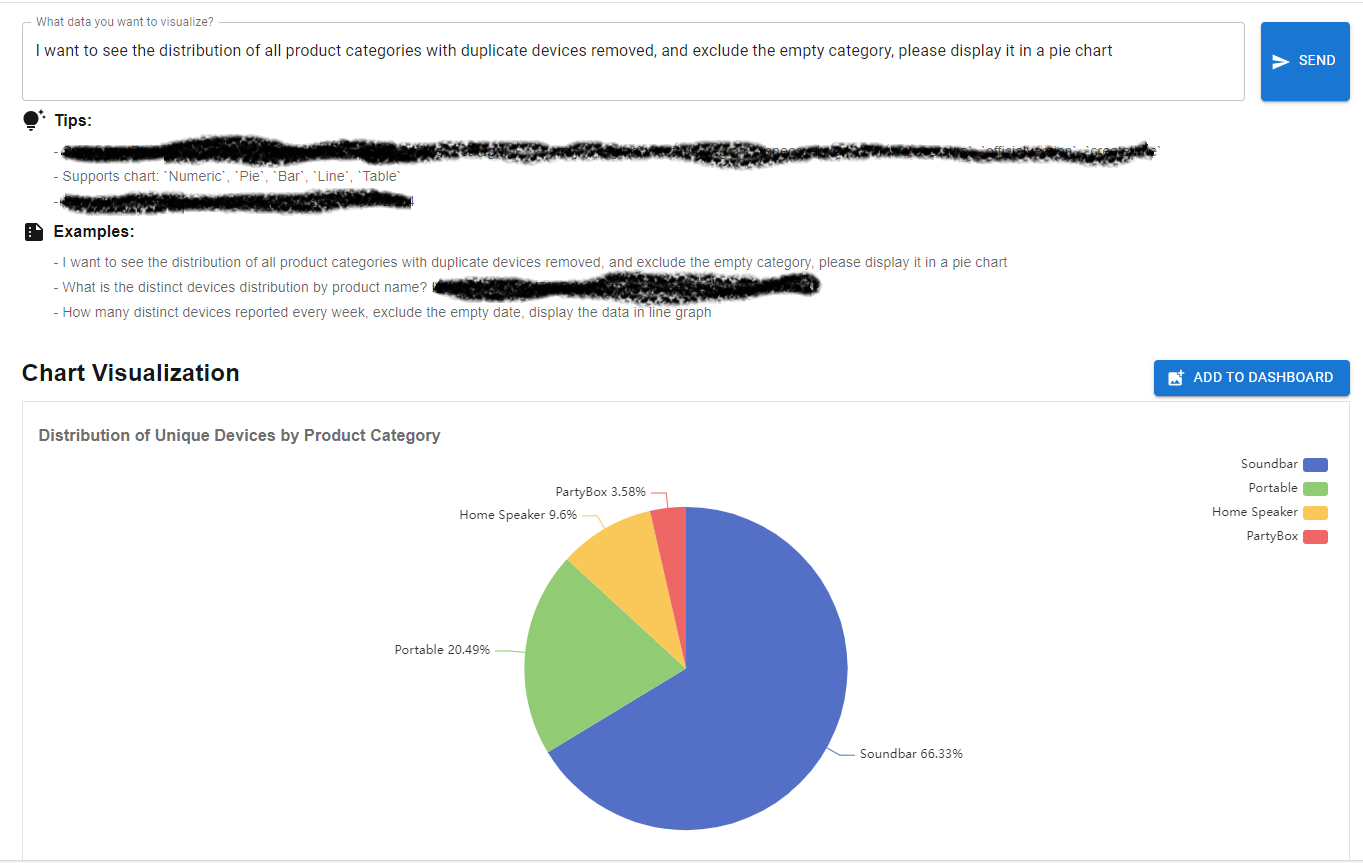 What data you want to visualize?
I want to see the distribution of all product categories with duplicate devices removed, and exclude the empty category, please display it in a pie chart
SEND
Tips:
-
- Supports chart: `Numeric`, `Pie`, `Bar`, `Line`, `Table`
-
Examples:
- I want to see the distribution of all product categories with duplicate devices removed, and exclude the empty category, please display it in a pie chart
- What is the distinct devices distribution by product name?
- How many distinct devices reported every week, exclude the empty date, display the data in line graph
Chart Visualization
ADD TO DASHBOARD
Distribution of Unique Devices by Product Category
Soundbar
Portable
Home Speaker
PartyBox
PartyBox 3.58%
Home Speaker 9.6%
Portable 20.49%
Soundbar 66.33%